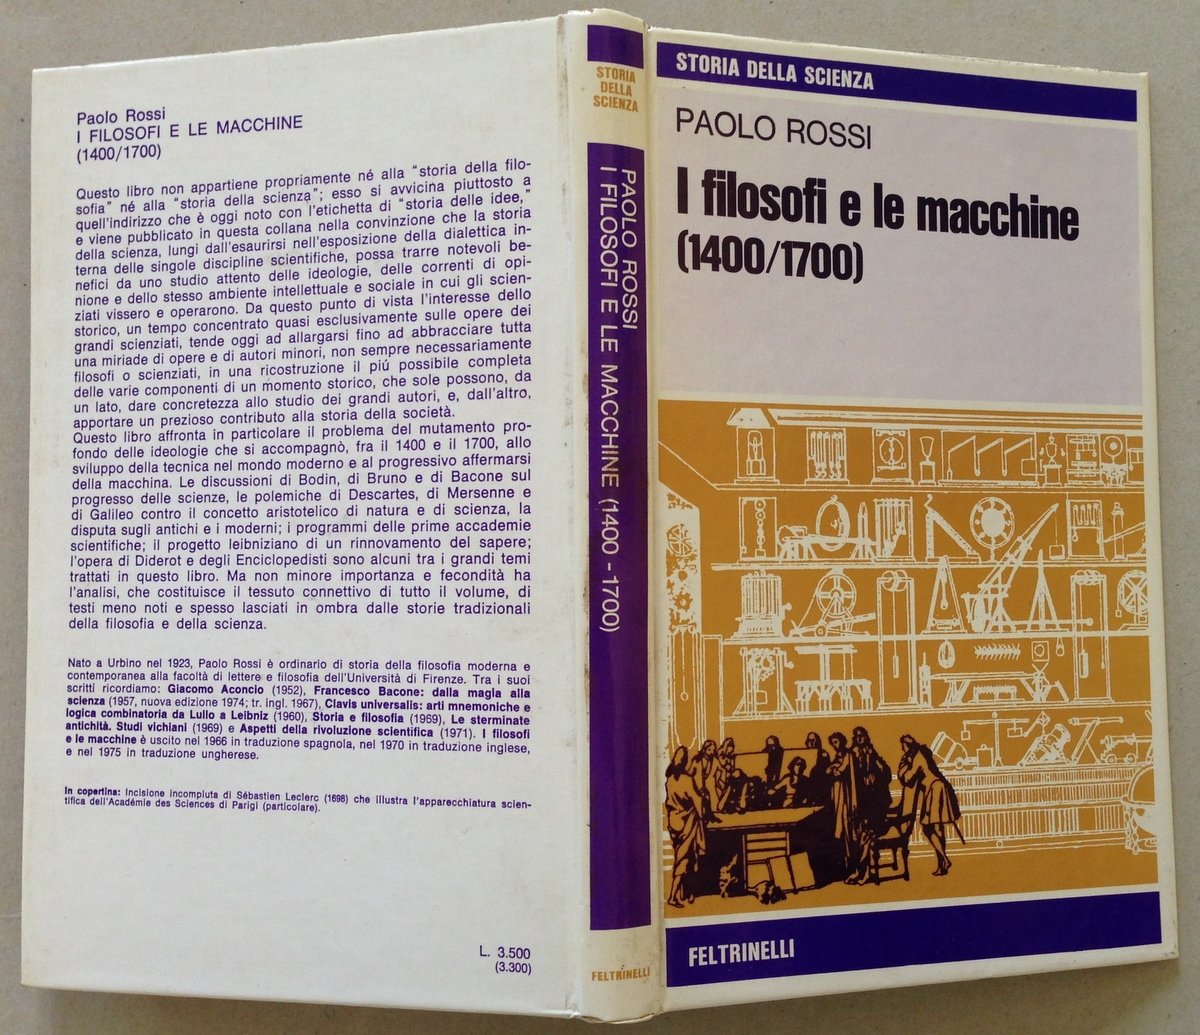 Paolo Rossi
I FILOSOFI E LE MACCHINE
(1400/1700)
Questo libro non appartiene propriamente né alla "storia della filo-
sofia" né alla "storia della scienza"; esso si avvicina piuttosto a
quell'indirizzo che è oggi noto con l'etichetta di "storia delle idee,"
e viene pubblicato in questa collana nella convinzione che la storia
della scienza, lungi dall'esaurirsi nell'esposizione della dialettica in-
terna delle singole discipline scientifiche, possa trarre notevoli be-
nefici da uno studio attento delle ideologie, delle correnti di opi-
nione e dello stesso ambiente intellettuale e sociale in cui gli scien-
ziati vissero e operarono. Da questo punto di vista l'interesse dello
storico, un tempo concentrato quasi esclusivamente sulle opere dei
grandi scienziati, tende oggi ad allargarsi fino ad abbracciare tutta
una miriade di opere e di autori minori, non sempre necessariamente
filosofi o scienziati, in una ricostruzione il piú possibile completa
delle varie componenti di un momento storico, che sole possono, da
un lato, dare concretezza allo studio dei grandi autori, e, dall'altro,
apportare un prezioso contributo alla storia della società.
Questo libro affronta in particolare il problema del mutamento pro-
fondo delle ideologie che si accompagnò, fra il 1400 e il 1700, allo
sviluppo della tecnica nel mondo moderno e al progressivo affermarsi
della macchina. Le discussioni di Bodin, di Bruno e di Bacone sul
progresso delle scienze, le polemiche di Descartes, di Mersenne e
di Galileo contro il concetto aristotelico di natura e di scienza, la
disputa sugli antichi e i moderni; i programmi delle prime accademie
scientifiche; il progetto leibniziano di un rinnovamento del sapere;
l'opera di Diderot e degli Enciclopedisti sono alcuni tra i grandi temi
trattati in questo libro. Ma non minore importanza e fecondità ha
l'analisi, che costituisce il tessuto connettivo di tutto il volume, di
testi meno noti e spesso lasciati in ombra dalle storie tradizionali
della filosofia e della scienza.
Nato a Urbino nel 1923, Paolo Rossi è ordinario di storia della filosofia moderna e
contemporanea alla facoltà di lettere e filosofia dell'Università di Firenze. Tra i suoi
scritti ricordiamo: Giacomo Aconcio (1952), Francesco Bacone: dalla magia alla
scienza (1957, nuova edizione 1974; tr. ingl. 1967), Clavis universalis: arti mnemoniche e
logica combinatoria da Lullo a Leibniz (1960), Storia e filosofia (1969), Le sterminate
antichità. Studi vichiani (1969) e Aspetti della rivoluzione scientifica (1971). I filosofi
e le macchine è uscito nel 1966 in traduzione spagnola, nel 1970 in traduzione inglese,
e nel 1975 in traduzione ungherese.
In copertina: Incisione incompiuta di Sébastien Leclerc (1698) che illustra l'apparecchiatura scien-
tifica dell'Académie des Sciences di Parigi (particolare).
L. 3.500
(3.300)
STORIA
DELLA
SCIENZA
PAOLO ROSSI
I FILOSOFI E LE MACCHINE (1400 - 1700)
FELTRINELLI
STORIA DELLA SCIENZA
PAOLO ROSSI
I filosofi e le macchine
(1400/1700)
FELTRINELLI